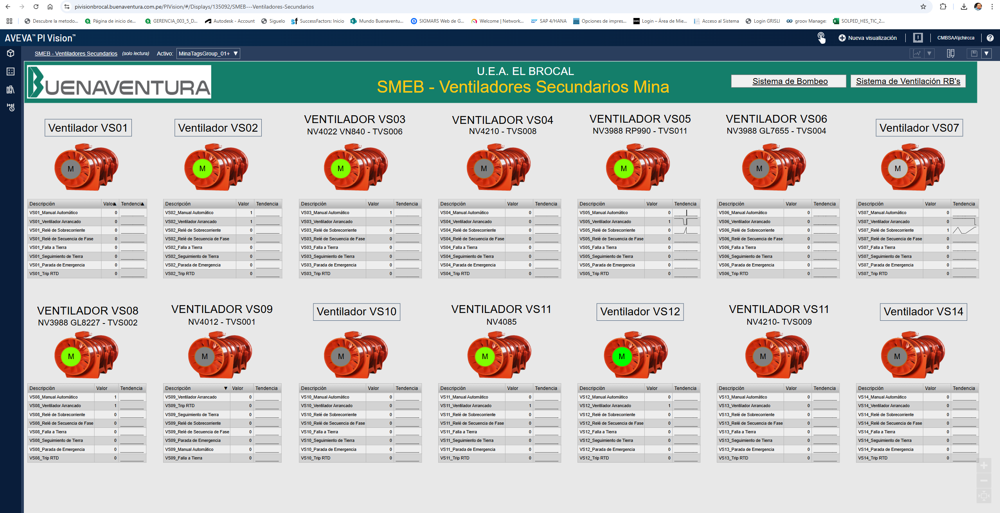 pivisionbrocal.buenaventura.com.pe/PIVision/#/Displays/135092/SMEB---Ventiladores-Secundarios
Descubre la metodo... Página de inicio de... GERENCIA_003_5_D... Autodesk - Account Siguelo SuccessFactors: Inicio Mundo Buenaventu... SIGMARS Web de G... Welcome | Network... SAP 4/HANA Opciones de impres... Login – Área de Mie... Acceso al Sistema Login GRISLI groov Manage: SOLPED_HES_TIC_2...
AVEVA™ PI Vision™ Nueva visualización CMBSAA\jchircca
SMEB - Ventiladores Secundarios (solo lectura) Activo: MinaTagsGroup_01+
BUENAVENTURA
U.E.A. EL BROCAL
SMEB - Ventiladores Secundarios Mina
Sistema de Bombeo Sistema de Ventilación RB's
Ventilador VS01
M
Descripción Valor Tendencia
VS01_Manual Automático 0
VS01_Ventilador Arrancado 0
VS01_Relé de Sobrecorriente 0
VS01_Relé de Secuencia de Fase 0
VS01_Falla a Tierra 0
VS01_Seguimiento de Tierra 0
VS01_Parada de Emergencia 0
VS01_Trip RTD 0
Ventilador VS02
M
Descripción Valor Tendencia
VS02_Manual Automático 1
VS02_Ventilador Arrancado 1
VS02_Relé de Sobrecorriente 0
VS02_Relé de Secuencia de Fase 0
VS02_Falla a Tierra 0
VS02_Seguimiento de Tierra 0
VS02_Parada de Emergencia 0
VS02_Trip RTD 0
VENTILADOR VS03
NV4022 VN840 - TVS006
M
Descripción Valor Tendencia
VS03_Manual Automático 1
VS03_Ventilador Arrancado 1
VS03_Relé de Sobrecorriente 0
VS03_Relé de Secuencia de Fase 0
VS03_Falla a Tierra 0
VS03_Seguimiento de Tierra 0
VS03_Parada de Emergencia 0
VS03_Trip RTD 0
VENTILADOR VS04
NV4210 - TVS008
M
Descripción Valor Tendencia
VS04_Manual Automático 0
VS04_Ventilador Arrancado 0
VS04_Relé de Sobrecorriente 0
VS04_Relé de Secuencia de Fase 0
VS04_Falla a Tierra 0
VS04_Seguimiento de Tierra 0
VS04_Parada de Emergencia 0
VS04_Trip RTD 0
VENTILADOR VS05
NV3988 RP990 - TVS011
M
Descripción Valor Tendencia
VS05_Manual Automático 0
VS05_Ventilador Arrancado 1
VS05_Relé de Sobrecorriente 0
VS05_Relé de Secuencia de Fase 0
VS05_Falla a Tierra 0
VS05_Seguimiento de Tierra 0
VS05_Parada de Emergencia 0
VS05_Trip RTD 0
VENTILADOR VS06
NV3988 GL7655 - TVS004
M
Descripción Valor Tendencia
VS06_Manual Automático 0
VS06_Ventilador Arrancado 0
VS06_Relé de Sobrecorriente 0
VS06_Relé de Secuencia de Fase 0
VS06_Falla a Tierra 0
VS06_Seguimiento de Tierra 0
VS06_Parada de Emergencia 0
VS06_Trip RTD 0
Ventilador VS07
M
Descripción Valor Tendencia
VS07_Manual Automático 0
VS07_Ventilador Arrancado 0
VS07_Relé de Sobrecorriente 1
VS07_Relé de Secuencia de Fase 0
VS07_Falla a Tierra 0
VS07_Seguimiento de Tierra 0
VS07_Parada de Emergencia 0
VS07_Trip RTD 0
VENTILADOR VS08
NV3988 GL8227 - TVS002
M
Descripción Valor Tendencia
VS08_Manual Automático 1
VS08_Ventilador Arrancado 1
VS08_Relé de Sobrecorriente 0
VS08_Relé de Secuencia de Fase 0
VS08_Falla a Tierra 0
VS08_Seguimiento de Tierra 0
VS08_Parada de Emergencia 0
VS08_Trip RTD 0
VENTILADOR VS09
NV4012 - TVS001
M
Descripción Valor Tendencia
VS09_Ventilador Arrancado 0
VS09_Trip RTD 0
VS09_Seguimiento de Tierra 0
VS09_Relé de Sobrecorriente 0
VS09_Relé de Secuencia de Fase 0
VS09_Parada de Emergencia 0
VS09_Manual Automático 0
VS09_Falla a Tierra 0
Ventilador VS10
M
Descripción Valor Tendencia
VS10_Manual Automático 0
VS10_Ventilador Arrancado 0
VS10_Relé de Sobrecorriente 0
VS10_Relé de Secuencia de Fase 0
VS10_Falla a Tierra 0
VS10_Seguimiento de Tierra 0
VS10_Parada de Emergencia 0
VS10_Trip RTD 0
VENTILADOR VS11
NV4085
M
Descripción Valor Tendencia
VS11_Manual Automático 0
VS11_Ventilador Arrancado 1
VS11_Relé de Sobrecorriente 0
VS11_Relé de Secuencia de Fase 0
VS11_Falla a Tierra 0
VS11_Seguimiento de Tierra 0
VS11_Parada de Emergencia 0
VS11_Trip RTD 0
Ventilador VS12
M
Descripción Valor Tendencia
VS12_Manual Automático 0
VS12_Ventilador Arrancado 1
VS12_Relé de Sobrecorriente 0
VS12_Relé de Secuencia de Fase 0
VS12_Falla a Tierra 0
VS12_Seguimiento de Tierra 0
VS12_Parada de Emergencia 0
VS12_Trip RTD 0
VENTILADOR VS11
NV4210- TVS009
M
Descripción Valor Tendencia
VS13_Manual Automático 0
VS13_Ventilador Arrancado 0
VS13_Relé de Sobrecorriente 0
VS13_Relé de Secuencia de Fase 0
VS13_Falla a Tierra 0
VS13_Seguimiento de Tierra 0
VS13_Parada de Emergencia 0
VS13_Trip RTD 0
Ventilador VS14
M
Descripción Valor Tendencia
VS14_Manual Automático 0
VS14_Ventilador Arrancado 0
VS14_Relé de Sobrecorriente 0
VS14_Relé de Secuencia de Fase 0
VS14_Falla a Tierra 0
VS14_Seguimiento de Tierra 0
VS14_Parada de Emergencia 0
VS14_Trip RTD 0